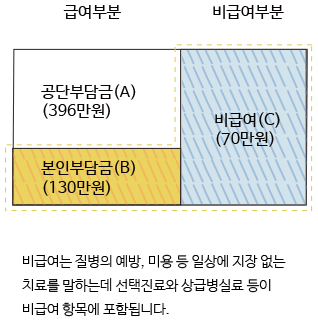 급여부분 비급여부분
공단부담금(A)
(396만원)
비급여(C)
(70만원)
본인부담금(B)
(130만원)
비급여는 질병의 예방, 미용 등 일상에 지장 없는
치료를 말하는데 선택진료와 상급병실료 등이
비급여 항목에 포함됩니다.